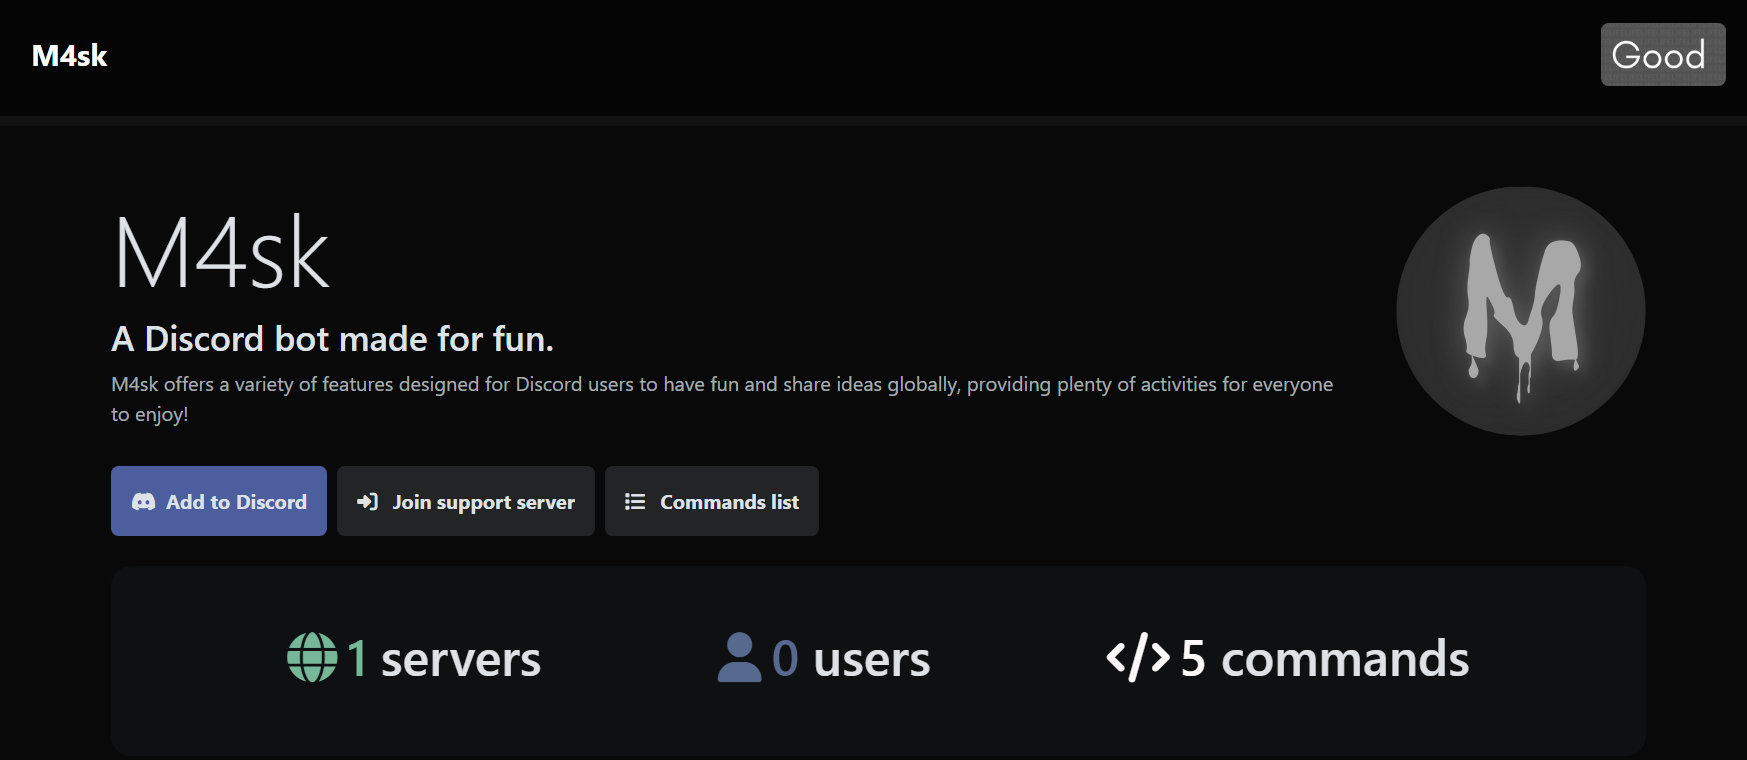 M4sk
Good
M4sk
A Discord bot made for fun.
M4sk offers a variety of features designed for Discord users to have fun and share ideas globally, providing plenty of activities for everyone
to enjoy!
M
Add to Discord
Join support server
Commands list
1 servers
0 users
</> 5 commands